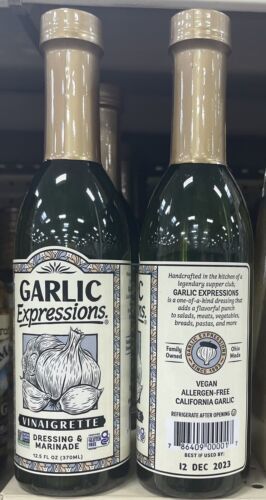 GARLIC
Expressions®
VINAIGRETTE
DRESSING &
MARINADE
12.5 FL OZ (370ML)
Handcrafted in the kitchen of a
legendary supper club,
GARLIC EXPRESSIONS
is a one-of-a-kind dressing that
adds a flavorful punch
to salads, meats, vegetables,
breads, pastas, and more
Family
Owned
GARLIC EXPRESSIONS
Ohio
Made
VEGAN
ALLERGEN-FREE
CALIFORNIA GARLIC
REFRIGERATE AFTER OPENING
7 86409 00001 7
BEST IF USED BY:
12 DEC 2023